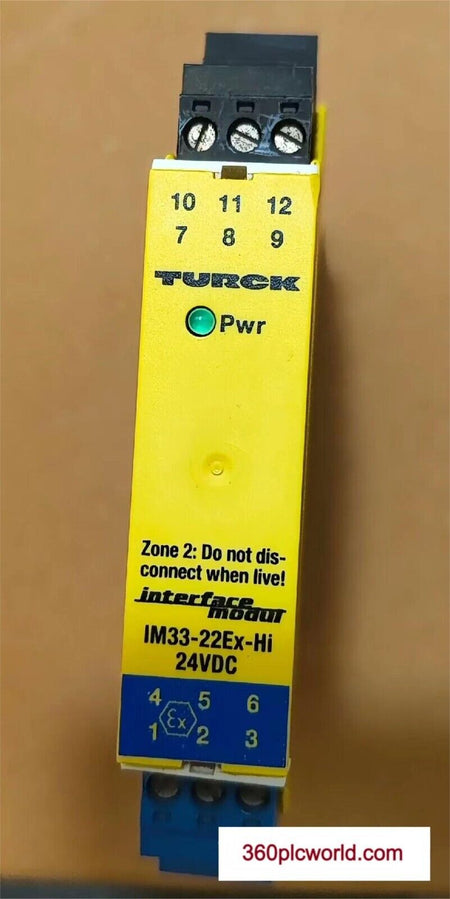 10 11 12
7 8 9
TURCK
Pwr
Zone 2: Do not dis-
connect when live!
interface
modul
IM33-22Ex-Hi
24VDC
4 5 6
Ex
1 2 3
360plcworld.com